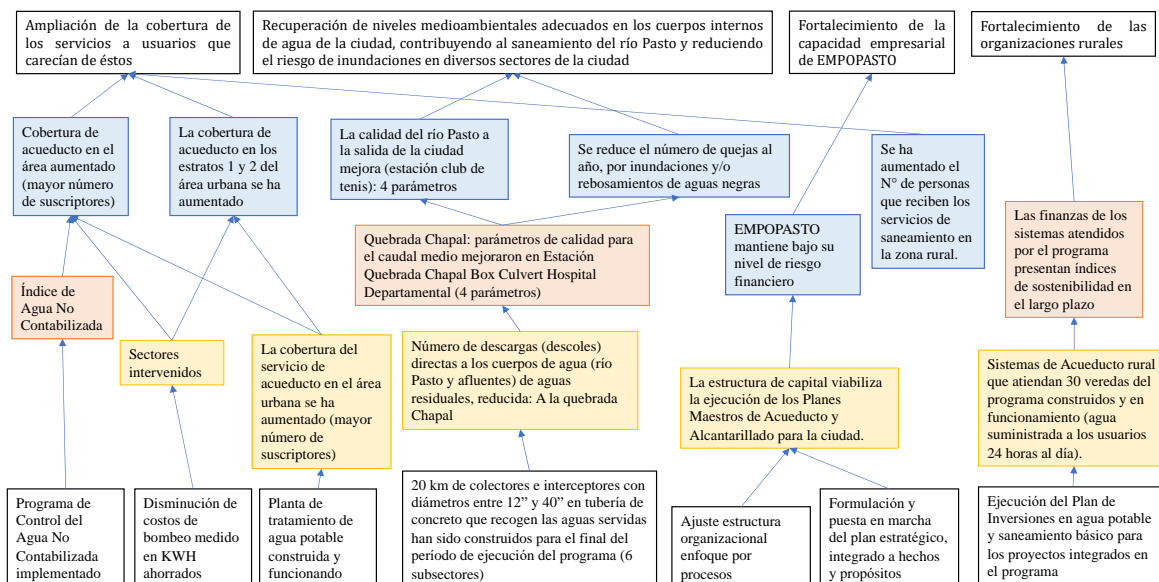 Ampliación de la cobertura de
los servicios a usuarios que
carecían de éstos
Recuperación de niveles medioambientales adecuados en los cuerpos internos
de agua de la ciudad, contribuyendo al saneamiento del río Pasto y reduciendo
el riesgo de inundaciones en diversos sectores de la ciudad
Fortalecimiento de la
capacidad empresarial
de EMPOPASTO
Fortalecimiento de las
organizaciones rurales
Cobertura de
acueducto en el
área aumentado
(mayor número
de suscriptores)
La cobertura de
acueducto en los
estratos 1 y 2 del
área urbana se ha
aumentado
La calidad del río Pasto a
la salida de la ciudad
mejora (estación club de
tenis): 4 parámetros
Se reduce el número de quejas al
año, por inundaciones y/o
rebosamientos de aguas negras
Se ha
aumentado el
N° de personas
que reciben los
servicios de
saneamiento en
la zona rural.
EMPOPASTO
mantiene bajo su
nivel de riesgo
financiero
Quebrada Chapal: parámetros de calidad para
el caudal medio mejoraron en Estación
Quebrada Chapal Box Culvert Hospital
Departamental (4 parámetros)
Las finanzas de los
sistemas atendidos
por el programa
presentan índices
de sostenibilidad en
el largo plazo
Índice de
Agua No
Contabilizada
Sectores
intervenidos
La cobertura del
servicio de
acueducto en el área
urbana se ha
aumentado (mayor
número de
suscriptores)
Número de descargas (descoles)
directas a los cuerpos de agua (río
Pasto y afluentes) de aguas
residuales, reducida: A la quebrada
Chapal
La estructura de capital viabiliza
la ejecución de los Planes
Maestros de Acueducto y
Alcantarillado para la ciudad.
Sistemas de Acueducto rural
que atiendan 30 veredas del
programa construidos y en
funcionamiento (agua
suministrada a los usuarios
24 horas al día).
Programa de
Control del
Agua No
Contabilizada
implementado
Disminución de
costos de
bombeo medido
en KWH
ahorrados
Planta de
tratamiento de
agua potable
construida y
funcionando
20 km de colectores e interceptores con
diámetros entre 12” y 40” en tubería de
concreto que recogen las aguas servidas
han sido construidos para el final del
período de ejecución del programa (6
subsectores)
Ajuste estructura
organizacional
enfoque por
procesos
Formulación y
puesta en marcha
del plan estratégico,
integrado a hechos
y propósitos
Ejecución del Plan de
Inversiones en agua potable
y saneamiento básico para
los proyectos integrados en
el programa